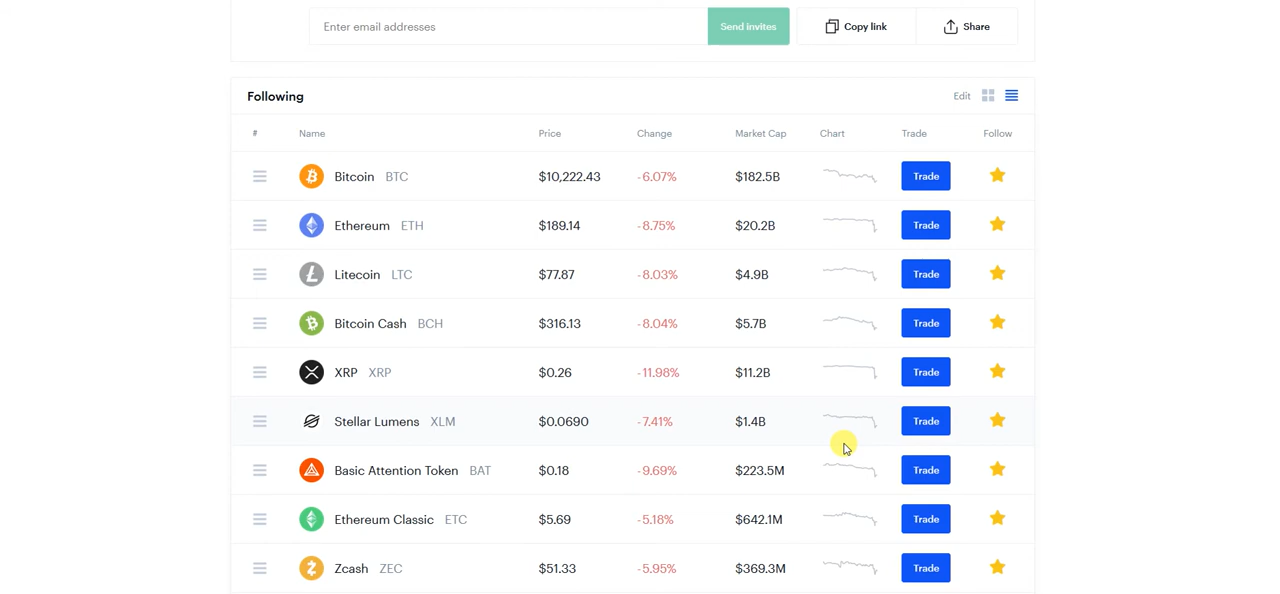 Enter email addresses Send invites Copy link Share
Following Edit
# Name Price Change Market Cap Chart Trade Follow
Bitcoin BTC $10,222.43 -6.07% $182.5B Trade
Ethereum ETH $189.14 -8.75% $20.2B Trade
Litecoin LTC $77.87 -8.03% $4.9B Trade
Bitcoin Cash BCH $316.13 -8.04% $5.7B Trade
XRP XRP $0.26 -11.98% $11.2B Trade
Stellar Lumens XLM $0.0690 -7.41% $1.4B Trade
Basic Attention Token BAT $0.18 -9.69% $223.5M Trade
Ethereum Classic ETC $5.69 -5.18% $642.1M Trade
Zcash ZEC $51.33 -5.95% $369.3M Trade